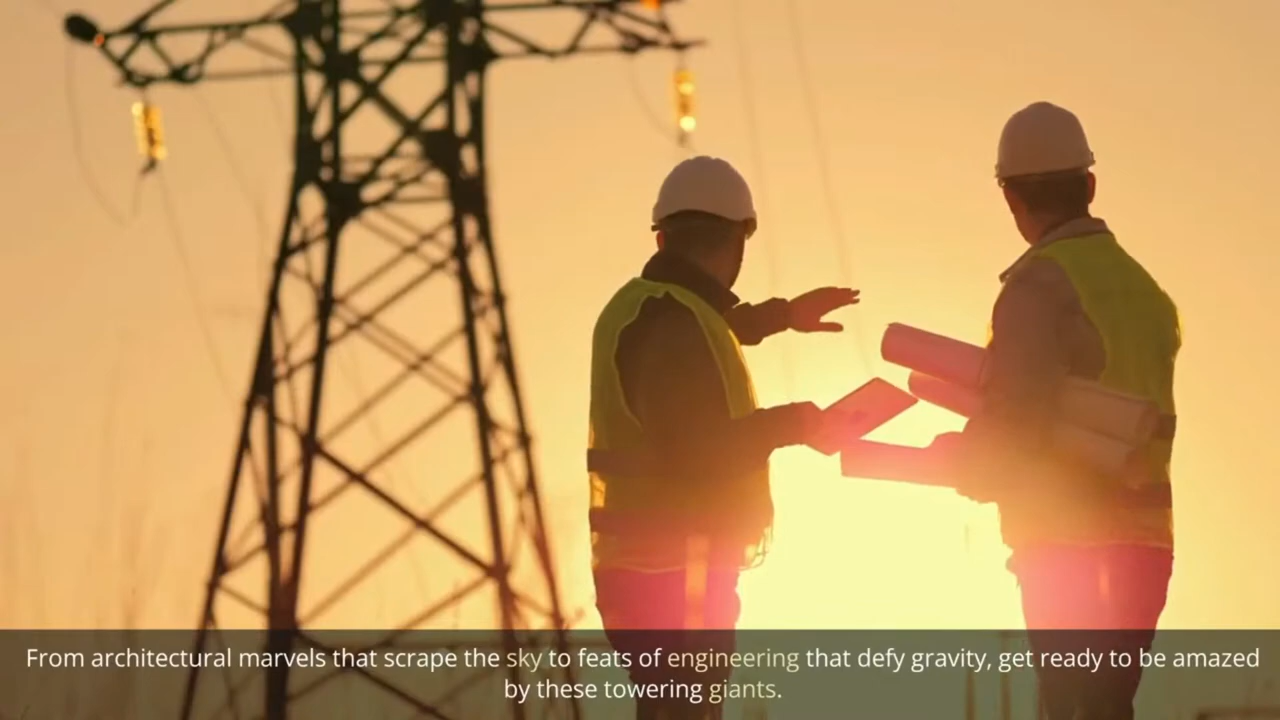 From architectural marvels that scrape the sky to feats of engineering that defy gravity, get ready to be amazed
by these towering giants.